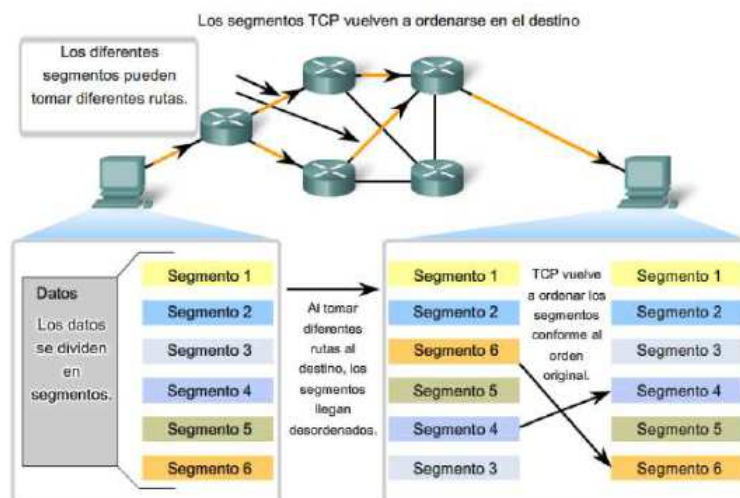 Los segmentos TCP vuelven a ordenarse en el destino
Los diferentes
segmentos pueden
tomar diferentes rutas.
Datos
Los datos
se dividen
en
segmentos.
Segmento 1
Segmento 2
Segmento 3
Segmento 4
Segmento 5
Segmento 6
Al tomar
diferentes
rutas al
destino, los
segmentos
llegan
desordenados.
Segmento 1
Segmento 2
Segmento 6
Segmento 5
Segmento 4
Segmento 3
TCP vuelve
a ordenar los
segmentos
conforme al
orden
original.
Segmento 1
Segmento 2
Segmento 3
Segmento 4
Segmento 5
Segmento 6